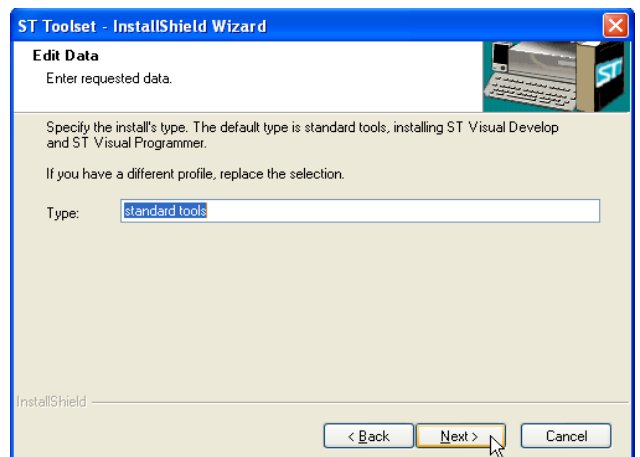 ST Toolset - InstallShield Wizard
Edit Data
Enter requested data.
ST
Specify the install's type. The default type is standard tools, installing ST Visual Develop
and ST Visual Programmer.
If you have a different profile, replace the selection.
Type: standard tools
InstallShield
< Back Next > Cancel